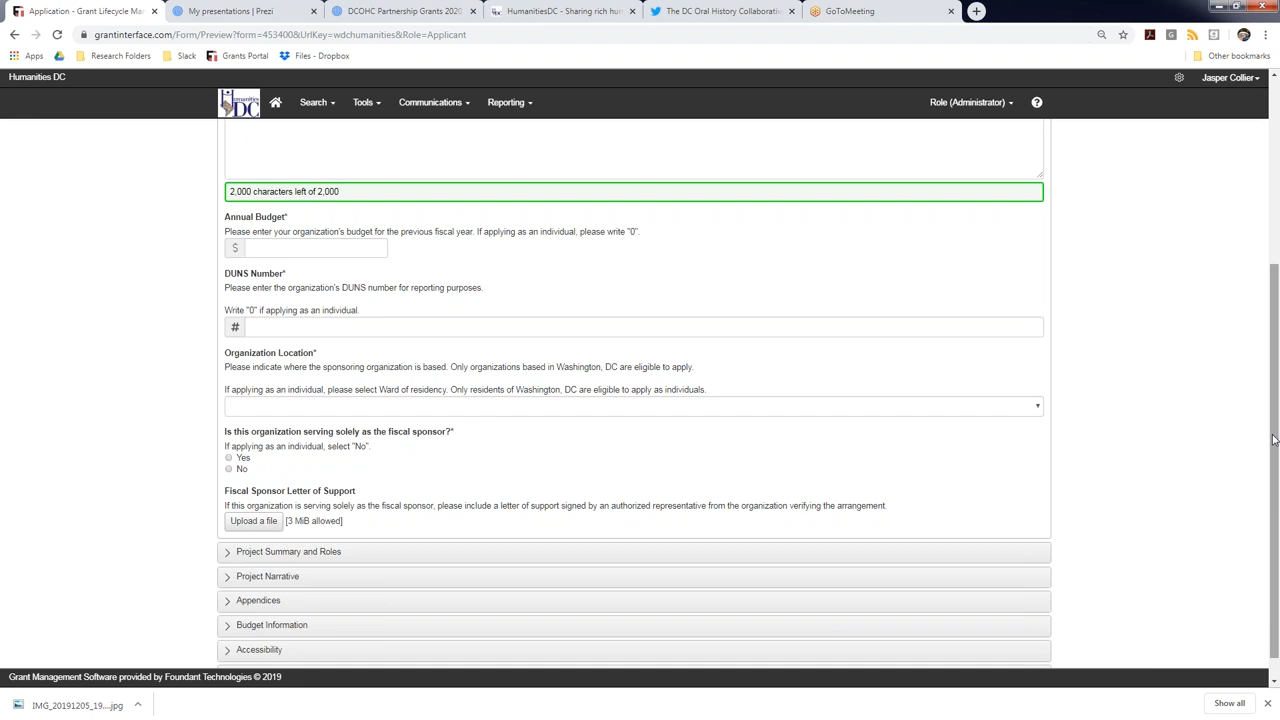 Application - Grant Lifecycle Ma
My presentations | Prezi
DCOHC Partnership Grants 2020
HumanitiesDC - Sharing rich hum
The DC Oral History Collaborativ
GoToMeeting
grantinterface.com/Form/Preview?form=453400&UrlKey=wdchumanities&Role=Applicant
Apps
Research Folders
Slack
Grants Portal
Files - Dropbox
Other bookmarks
Humanities DC
Jasper Collier
Humanities DC
Search
Tools
Communications
Reporting
Role (Administrator)
2,000 characters left of 2,000
Annual Budget*
Please enter your organization's budget for the previous fiscal year. If applying as an individual, please write "0".
$
DUNS Number*
Please enter the organization's DUNS number for reporting purposes.
Write "0" if applying as an individual.
#
Organization Location*
Please indicate where the sponsoring organization is based. Only organizations based in Washington, DC are eligible to apply.
If applying as an individual, please select Ward of residency. Only residents of Washington, DC are eligible to apply as individuals.
Is this organization serving solely as the fiscal sponsor?*
If applying as an individual, select "No".
Yes
No
Fiscal Sponsor Letter of Support
If this organization is serving solely as the fiscal sponsor, please include a letter of support signed by an authorized representative from the organization verifying the arrangement.
Upload a file [3 MiB allowed]
Project Summary and Roles
Project Narrative
Appendices
Budget Information
Accessibility
Grant Management Software provided by Foundant Technologies © 2019
IMG_20191205_19....jpg
Show all